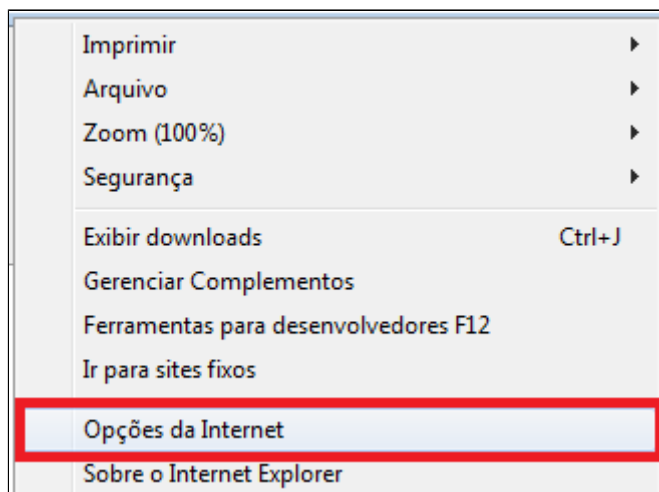 Imprimir
Arquivo
Zoom (100%)
Segurança
Exibir downloads Ctrl+J
Gerenciar Complementos
Ferramentas para desenvolvedores F12
Ir para sites fixos
Opções da Internet
Sobre o Internet Explorer